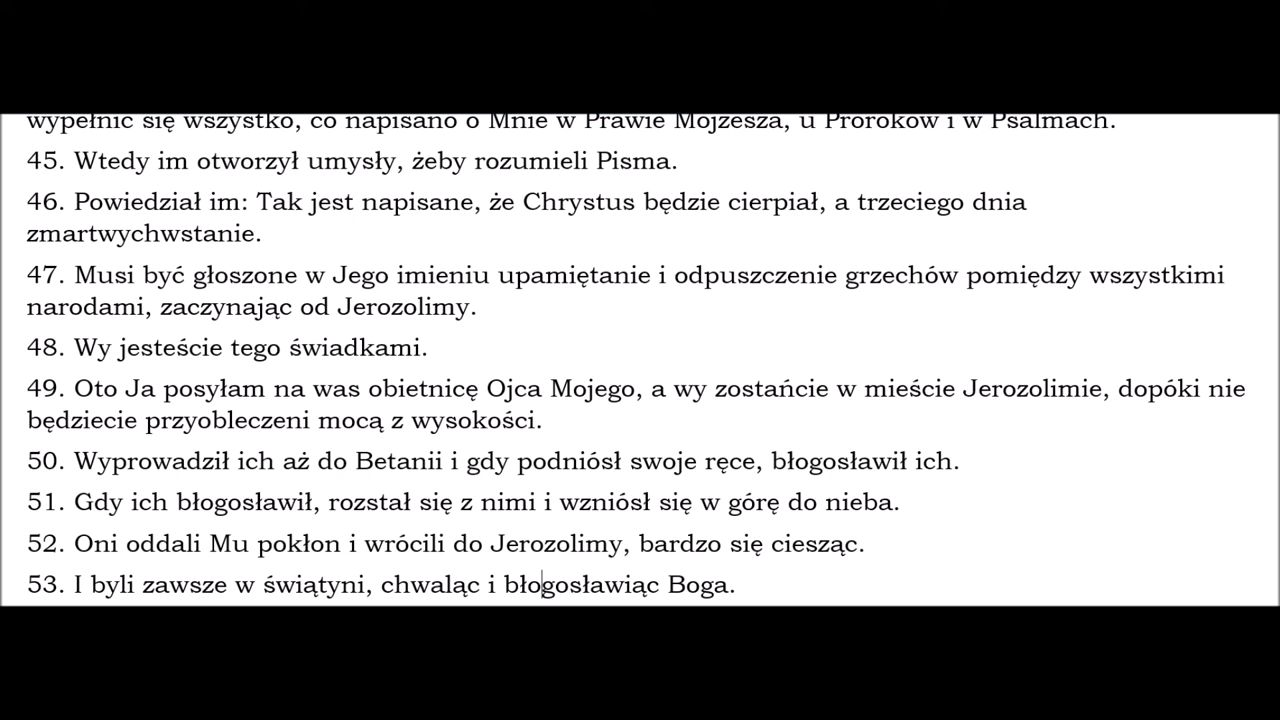 wypełnić się wszystko, co napisano o Mnie w Prawie Mojżesza, u Proroków i w Psalmach.
45. Wtedy im otworzył umysły, żeby rozumieli Pisma.
46. Powiedział im: Tak jest napisane, że Chrystus będzie cierpiał, a trzeciego dnia
zmartwychwstanie.
47. Musi być głoszone w Jego imieniu upamiętanie i odpuszczenie grzechów pomiędzy wszystkimi
narodami, zaczynając od Jerozolimy.
48. Wy jesteście tego świadkami.
49. Oto Ja posyłam na was obietnicę Ojca Mojego, a wy zostańcie w mieście Jerozolimie, dopóki nie
będziecie przyobleczeni mocą z wysokości.
50. Wyprowadził ich aż do Betanii i gdy podniósł swoje ręce, błogosławił ich.
51. Gdy ich błogosławił, rozstał się z nimi i wzniósł się w górę do nieba.
52. Oni oddali Mu pokłon i wrócili do Jerozolimy, bardzo się ciesząc.
53. I byli zawsze w świątyni, chwaląc i błogosławiąc Boga.